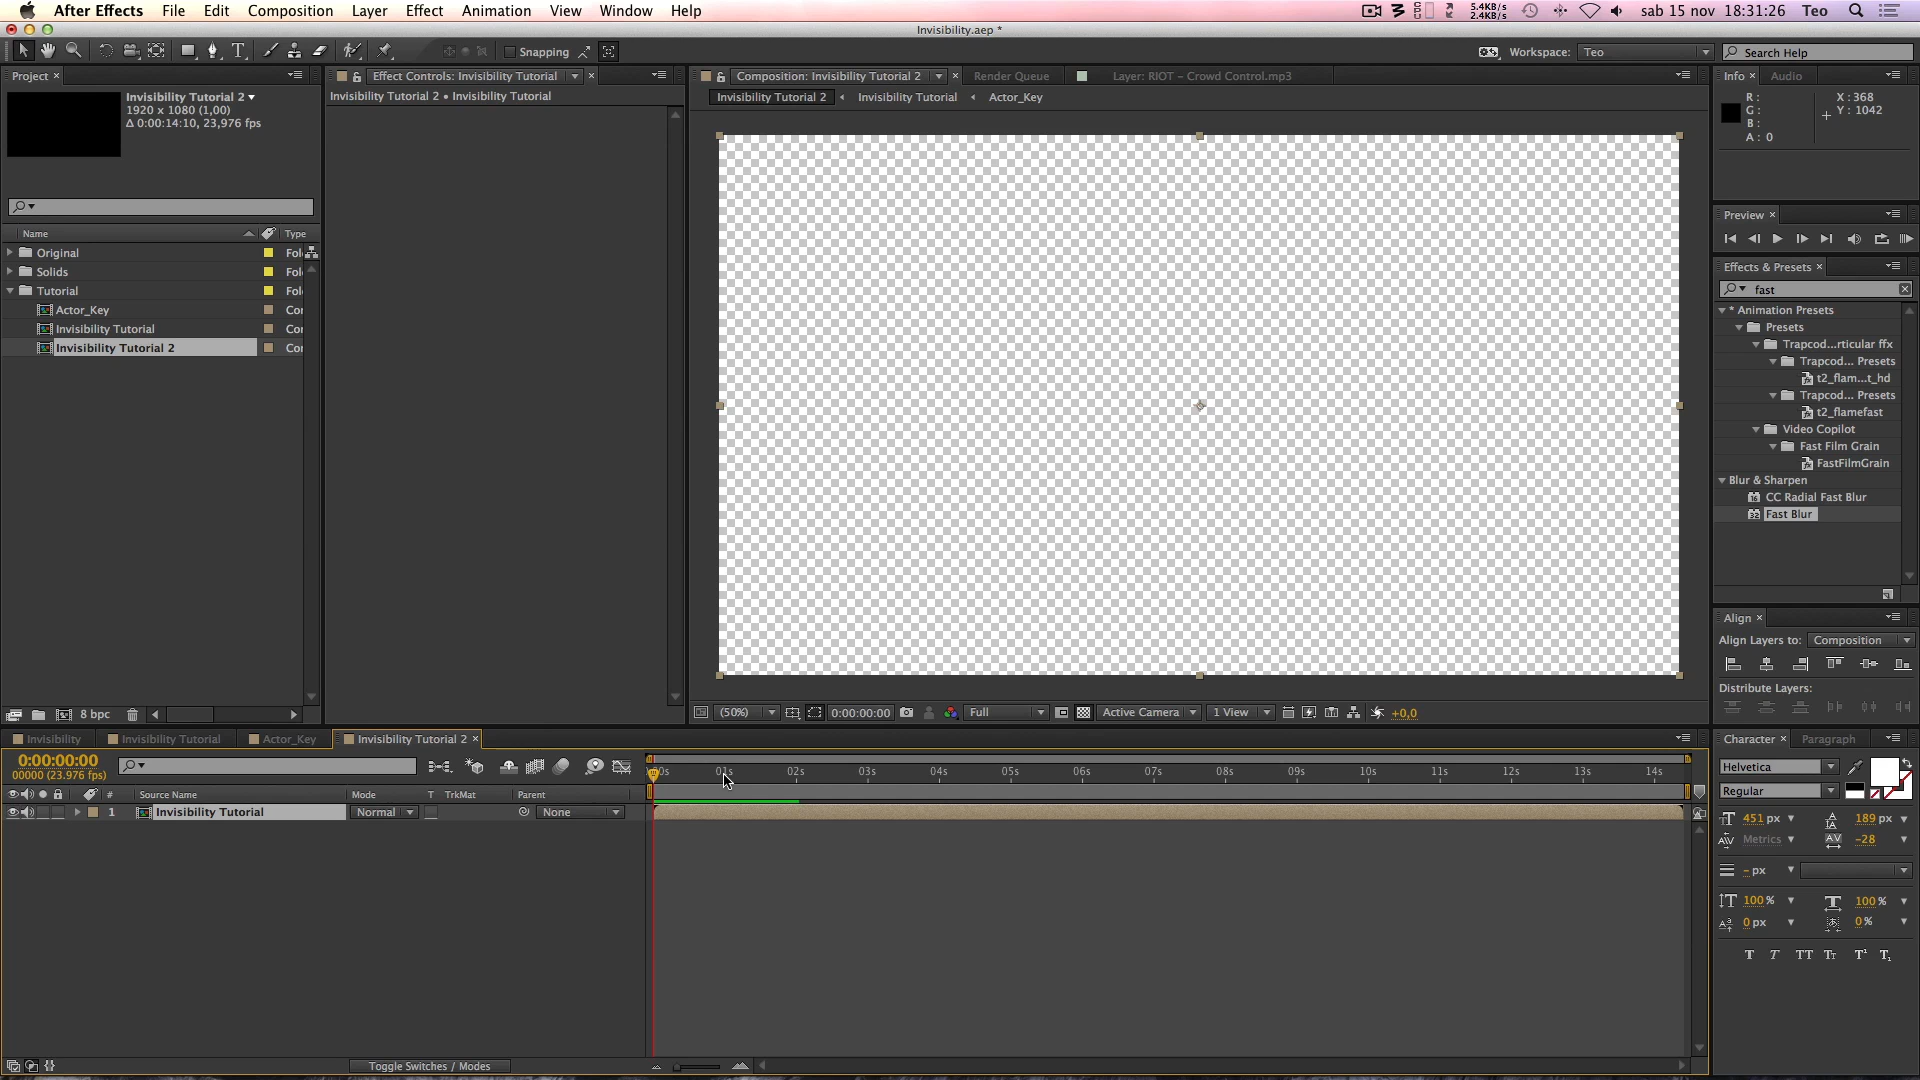 After Effects File Edit Composition Layer Effect Animation View Window Help
5.4KB/s
2.4KB/s
sab 15 nov 18:31:26 Teo
Invisibility.aep *
Snapping
Workspace: Teo
Search Help
Project
Effect Controls: Invisibility Tutorial
Composition: Invisibility Tutorial 2
Render Queue
Layer: RIOT – Crowd Control.mp3
Info
Audio
Invisibility Tutorial 2
1920 x 1080 (1,00)
Δ 0:00:14:10, 23,976 fps
Invisibility Tutorial 2 • Invisibility Tutorial
Invisibility Tutorial 2
Invisibility Tutorial
Actor_Key
R :
G :
B :
A : 0
X : 368
Y : 1042
Preview
Name
Type
Original
Fol
Solids
Fol
Tutorial
Fol
Actor_Key
Cor
Invisibility Tutorial
Cor
Invisibility Tutorial 2
Cor
Effects & Presets
fast
* Animation Presets
Presets
Trapcod...rticular ffx
Trapcod... Presets
t2_flam...t_hd
Trapcod... Presets
t2_flamefast
Video Copilot
Fast Film Grain
FastFilmGrain
Blur & Sharpen
CC Radial Fast Blur
Fast Blur
Align
Align Layers to: Composition
Distribute Layers:
8 bpc
(50%)
0:00:00:00
Full
Active Camera
1 View
+0,0
Invisibility
Invisibility Tutorial
Actor_Key
Invisibility Tutorial 2
0:00:00:00
00000 (23.976 fps)
00s 01s 02s 03s 04s 05s 06s 07s 08s 09s 10s 11s 12s 13s 14s
# Source Name Mode T TrkMat Parent
1 Invisibility Tutorial Normal None
Toggle Switches / Modes
Character
Paragraph
Helvetica
Regular
451 px
189 px
Metrics
-28
- px
100 %
100 %
0 px
0 %